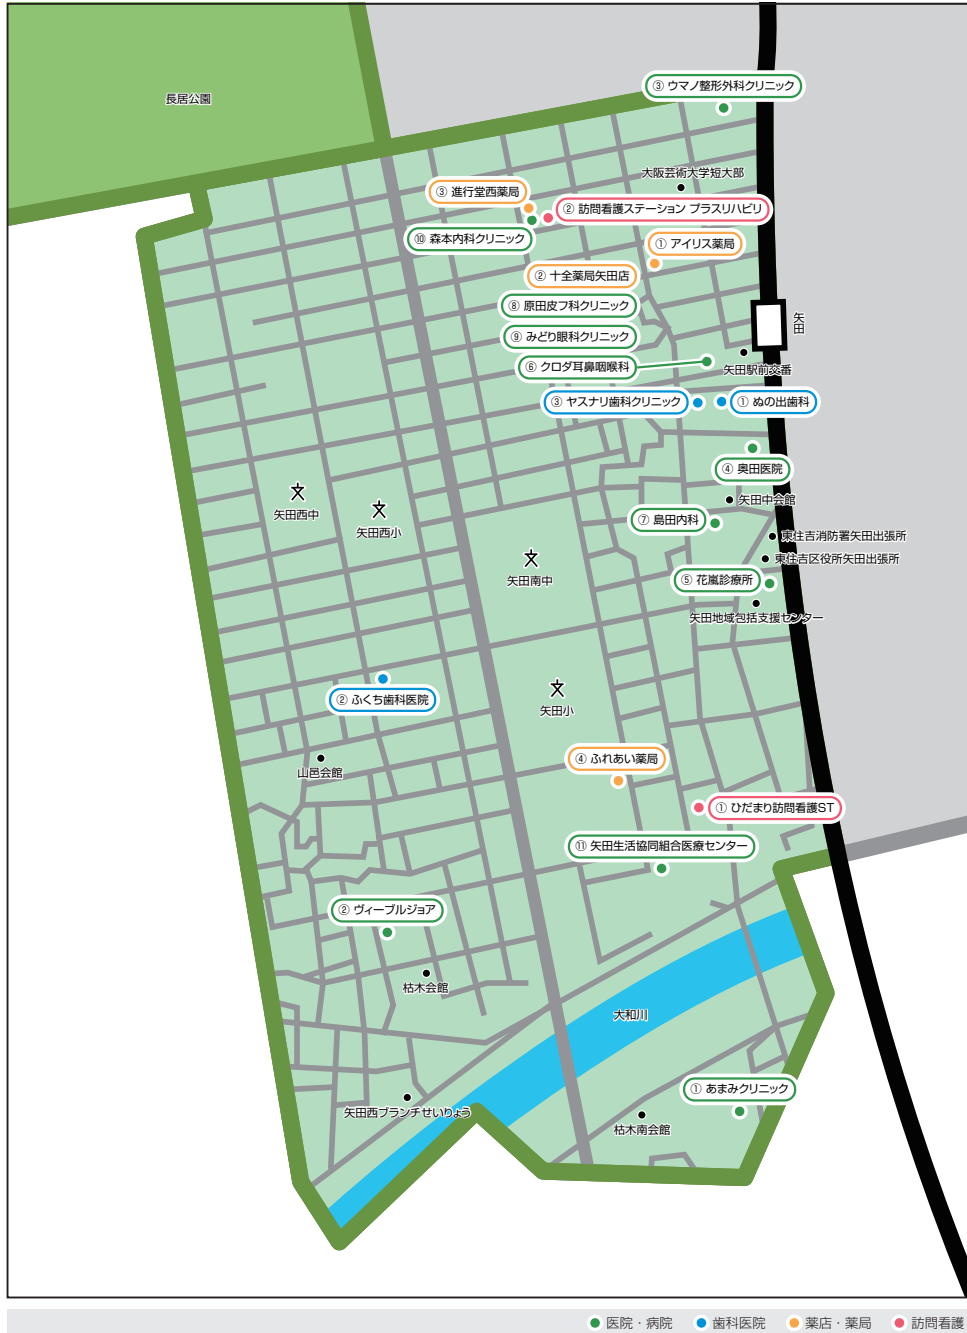 長居公園
③ ウマノ整形外科クリニック
大阪芸術大学短大部
③ 進行堂西薬局
② 訪問看護ステーション プラスリハビリ
⑩ 森本内科クリニック
① アイリス薬局
② 十全薬局矢田店
⑧ 原田皮フ科クリニック
矢田
⑨ みどり眼科クリニック
⑥ クロダ耳鼻咽喉科
矢田駅前交番
③ ヤスナリ歯科クリニック
① ぬの出歯科
④ 奥田医院
矢田西中
矢田中会館
矢田西小
⑦ 島田内科
東住吉消防署矢田出張所
東住吉区役所矢田出張所
矢田南中
⑤ 花嵐診療所
矢田地域包括支援センター
② ふくち歯科医院
矢田小
④ ふれあい薬局
山邑会館
① ひだまり訪問看護ST
⑪ 矢田生活協同組合医療センター
② ヴィーブルジョア
枯木会館
大和川
① あまみクリニック
矢田西ブランチせいりょう
枯木南会館
医院・病院 歯科医院 薬店・薬局 訪問看護